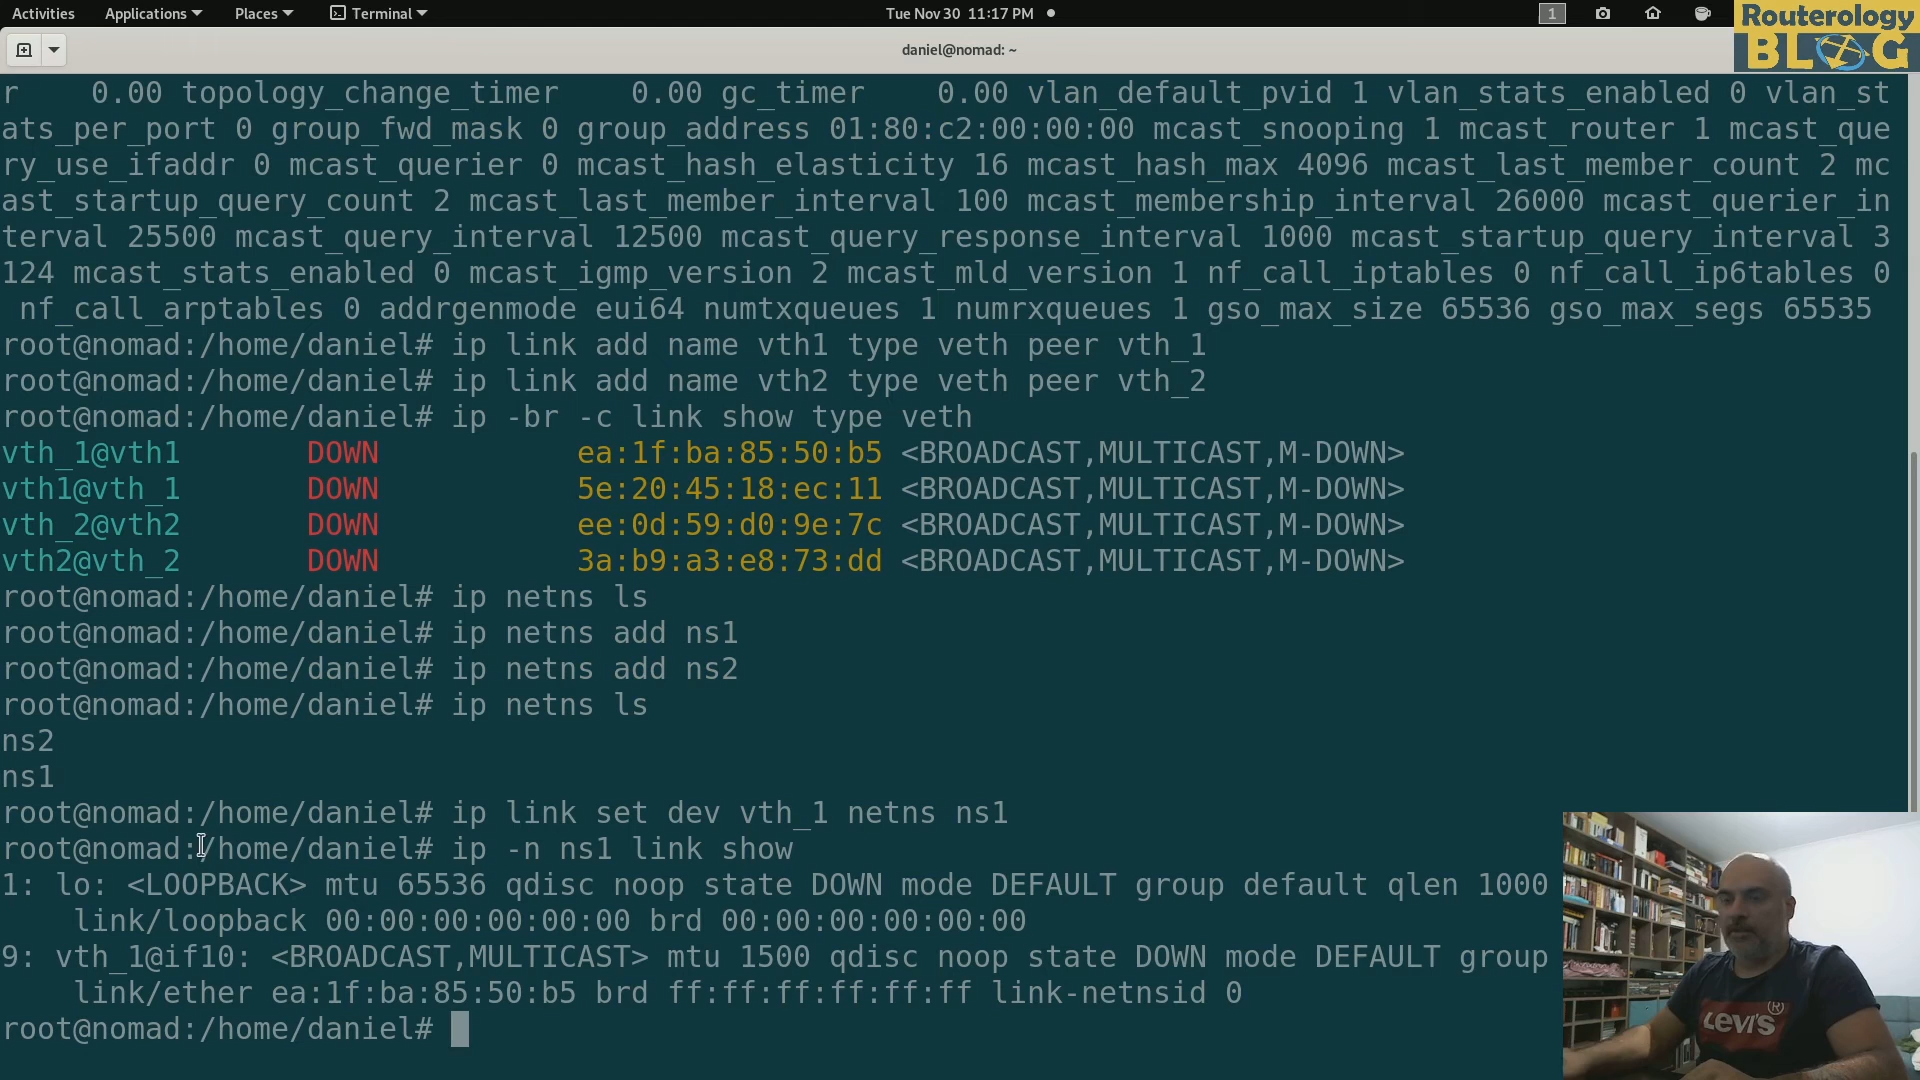 Activities Applications Places Terminal Tue Nov 30 11:17 PM 1
Routerology
BLOG
daniel@nomad: ~
r     0.00 topology_change_timer    0.00 gc_timer    0.00 vlan_default_pvid 1 vlan_stats_enabled 0 vlan_st
ats_per_port 0 group_fwd_mask 0 group_address 01:80:c2:00:00:00 mcast_snooping 1 mcast_router 1 mcast_que
ry_use_ifaddr 0 mcast_querier 0 mcast_hash_elasticity 16 mcast_hash_max 4096 mcast_last_member_count 2 mc
ast_startup_query_count 2 mcast_last_member_interval 100 mcast_membership_interval 26000 mcast_querier_in
terval 25500 mcast_query_interval 12500 mcast_query_response_interval 1000 mcast_startup_query_interval 3
124 mcast_stats_enabled 0 mcast_igmp_version 2 mcast_mld_version 1 nf_call_iptables 0 nf_call_ip6tables 0
 nf_call_arptables 0 addrgenmode eui64 numtxqueues 1 numrxqueues 1 gso_max_size 65536 gso_max_segs 65535
root@nomad:/home/daniel# ip link add name vth1 type veth peer vth_1
root@nomad:/home/daniel# ip link add name vth2 type veth peer vth_2
root@nomad:/home/daniel# ip -br -c link show type veth
vth_1@vth1       DOWN           ea:1f:ba:85:50:b5 <BROADCAST,MULTICAST,M-DOWN>
vth1@vth_1       DOWN           5e:20:45:18:ec:11 <BROADCAST,MULTICAST,M-DOWN>
vth_2@vth2       DOWN           ee:0d:59:d0:9e:7c <BROADCAST,MULTICAST,M-DOWN>
vth2@vth_2       DOWN           3a:b9:a3:e8:73:dd <BROADCAST,MULTICAST,M-DOWN>
root@nomad:/home/daniel# ip netns ls
root@nomad:/home/daniel# ip netns add ns1
root@nomad:/home/daniel# ip netns add ns2
root@nomad:/home/daniel# ip netns ls
ns2
ns1
root@nomad:/home/daniel# ip link set dev vth_1 netns ns1
root@nomad:/home/daniel# ip -n ns1 link show
1: lo: <LOOPBACK> mtu 65536 qdisc noop state DOWN mode DEFAULT group default qlen 1000
    link/loopback 00:00:00:00:00:00 brd 00:00:00:00:00:00
9: vth_1@if10: <BROADCAST,MULTICAST> mtu 1500 qdisc noop state DOWN mode DEFAULT group
    link/ether ea:1f:ba:85:50:b5 brd ff:ff:ff:ff:ff:ff link-netnsid 0
root@nomad:/home/daniel#
Levi's ®